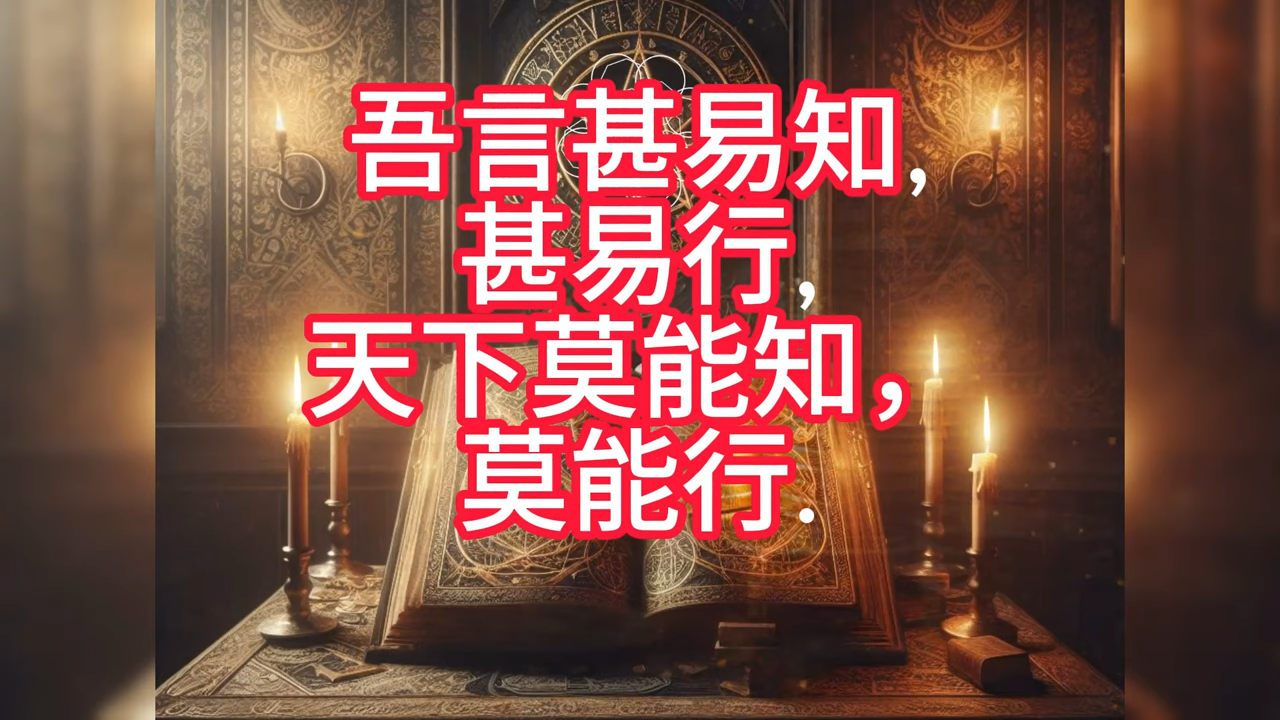 吾言甚易知,
甚易行,
天下莫能知，
莫能行.